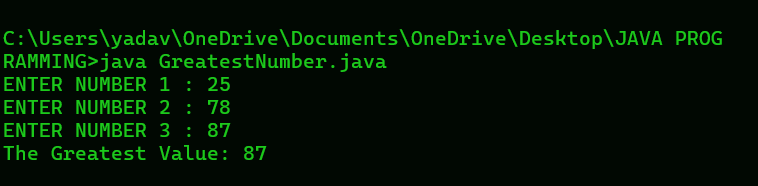 C:\Users\yadav\OneDrive\Documents\OneDrive\Desktop\JAVA PROG
RAMMING>java GreatestNumber.java
ENTER NUMBER 1 : 25
ENTER NUMBER 2 : 78
ENTER NUMBER 3 : 87
The Greatest Value: 87